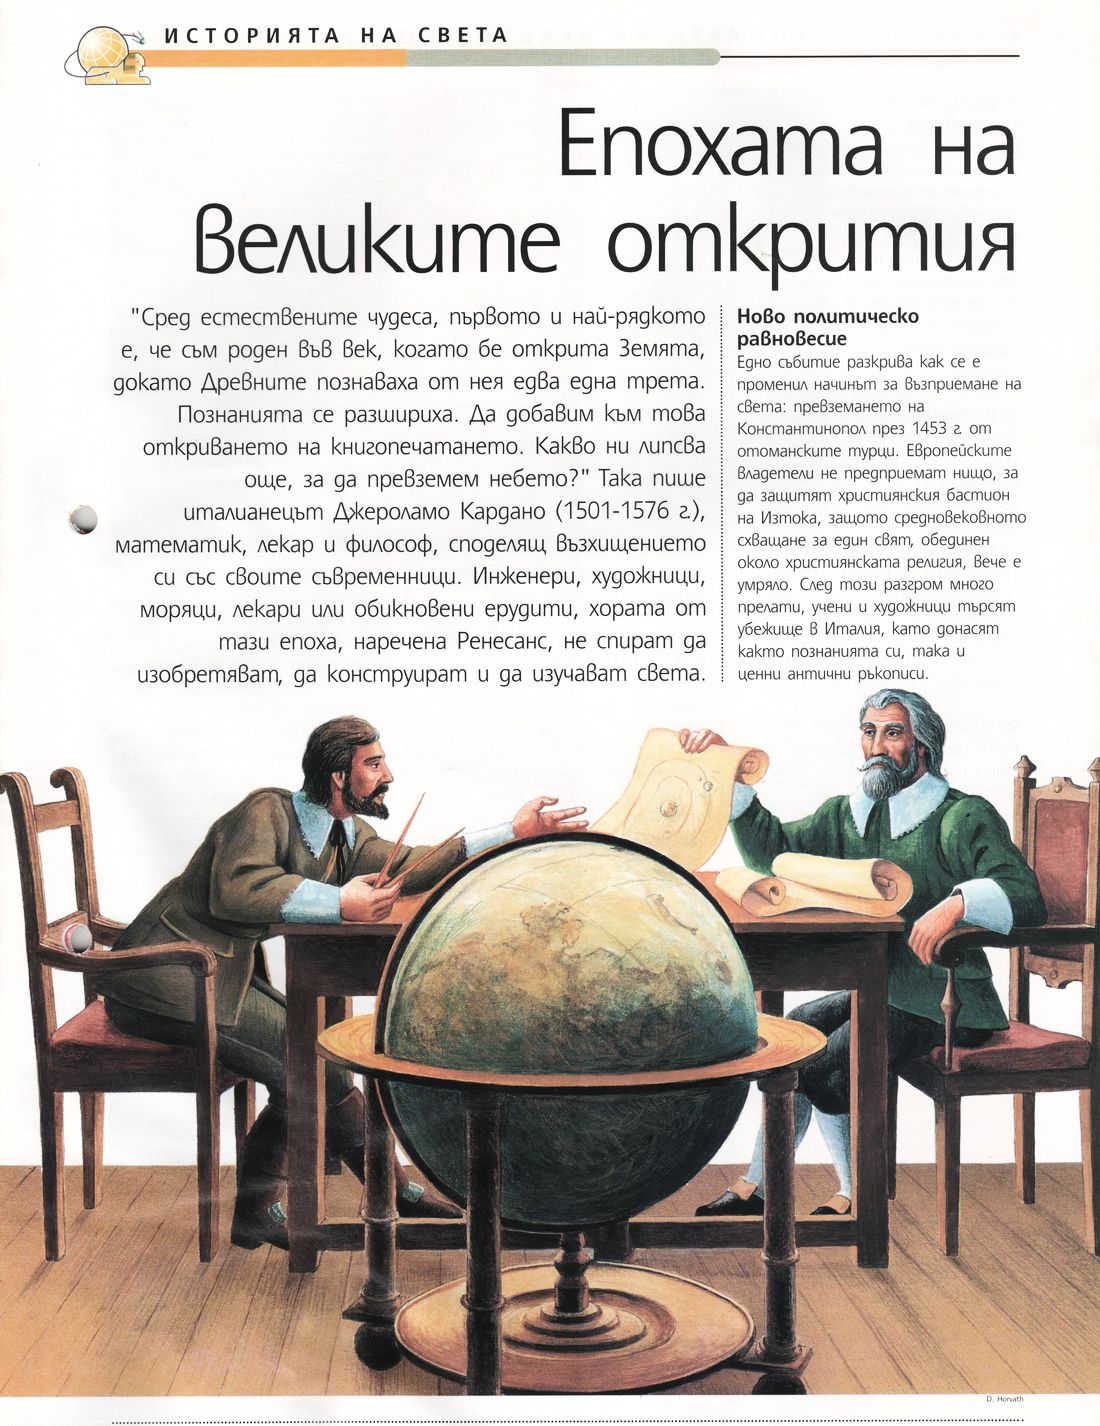 ИСТОРИЯТА НА СВЕТА
Епохата на
великите открития
"Сред естествените чудеса, първото и най-рядкото
е, че съм роден във век, когато бе открита Земята,
докато Древните познаваха от нея едва една трета.
Познанията се разшириха. Да добавим към това
откриването на книгопечатането. Какво ни липсва
още, за да превземем небето?" Така пише
италианецът Джероламо Кардано (1501-1576 г.),
математик, лекар и философ, споделящ възхищението
си със своите съвременници. Инженери, художници,
моряци, лекари или обикновени ерудити, хората от
тази епоха, наречена Ренесанс, не спират да
изобретяват, да конструират и да изучават света.
Ново политическо
равновесие
Едно събитие разкрива как се е
променил начинът за възприемане на
света: превземането на
Константинопол през 1453 г. от
отоманските турци. Европейските
владетели не предприемат нищо, за
да защитят християнския бастион
на Изтока, защото средновековното
схващане за един свят, обединен
около християнската религия, вече е
умряло. След този разгром много
прелати, учени и художници търсят
убежище в Италия, като донасят
както познанията си, така и
ценни антични ръкописи.
D. Horvath